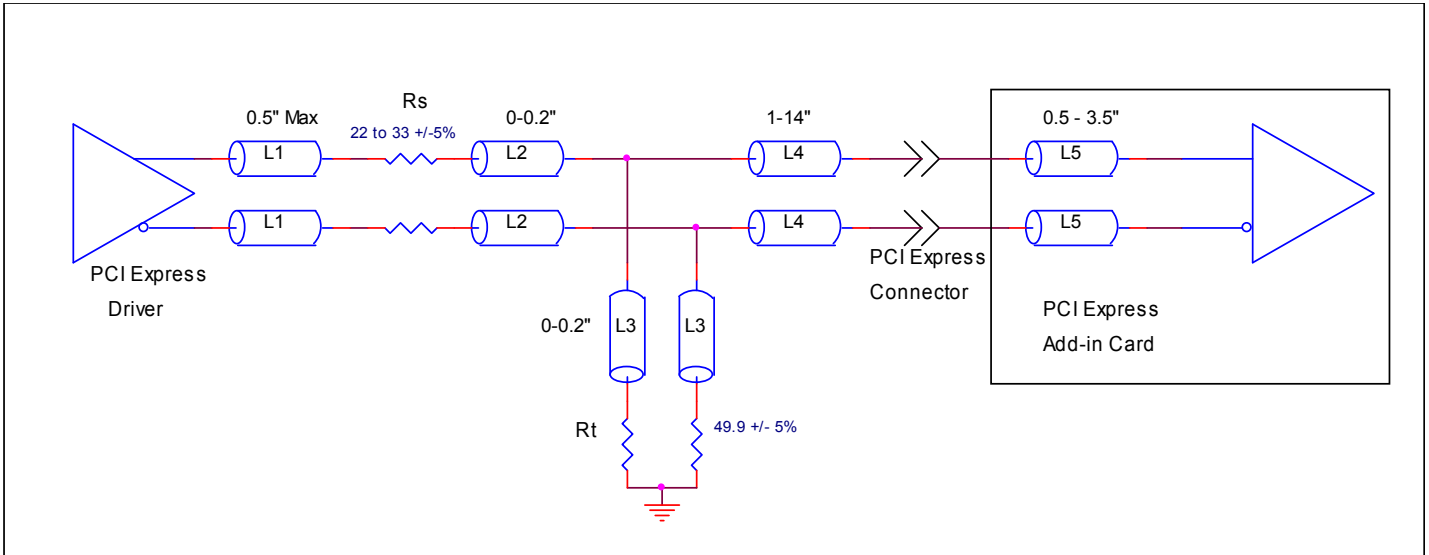 Rs
0.5" Max
22 to 33 +/-5%
0-0.2"
1-14"
0.5 - 3.5"
L1
L2
L4
L5
L1
L2
L4
L5
PCI Express
Driver
PCI Express
Connector
PCI Express
Add-in Card
0-0.2"
L3
L3
Rt
49.9 +/- 5%